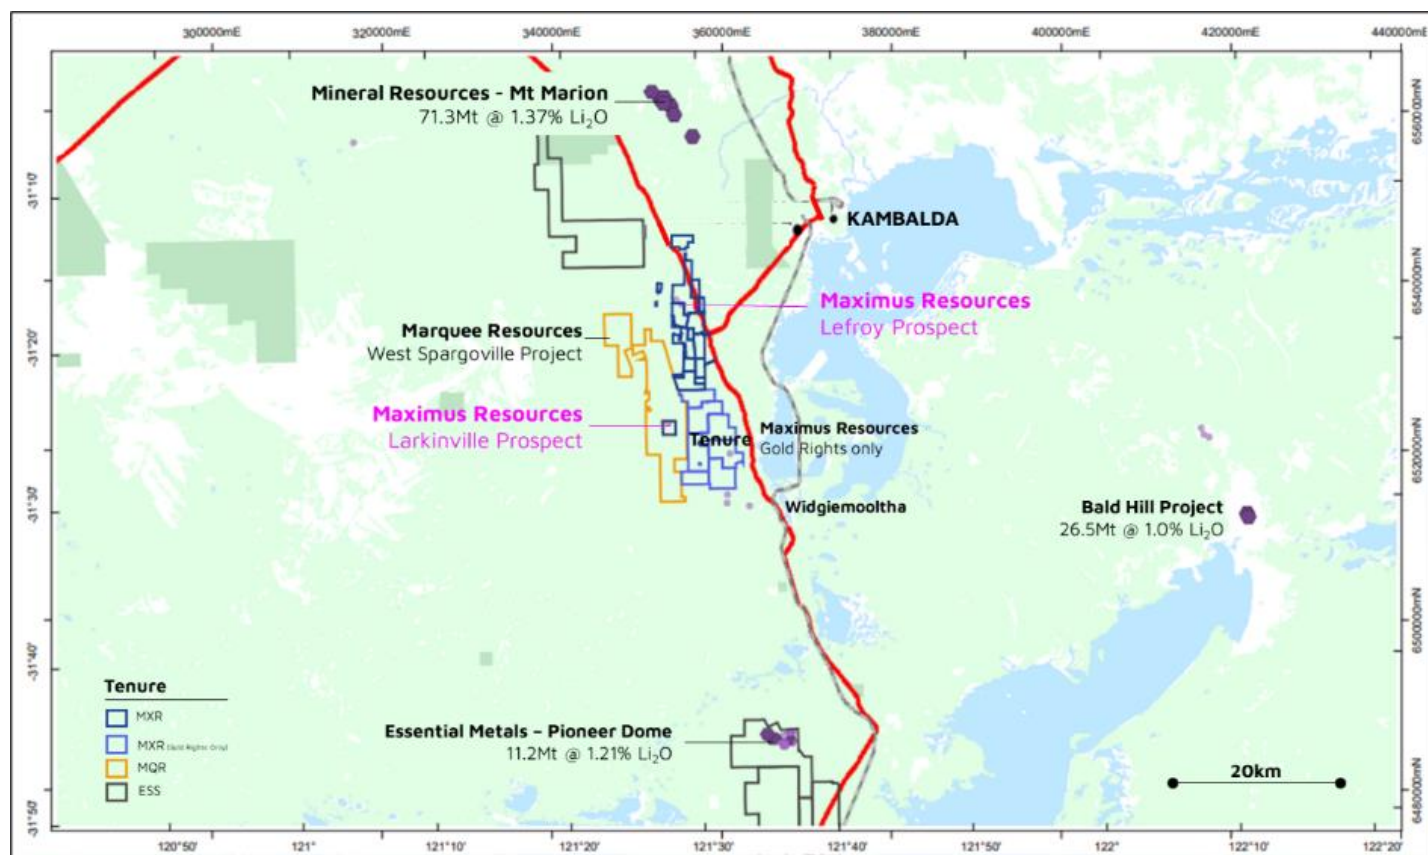 300000mE 320000mE 340000mE 360000mE 380000mE 400000mE 420000mE 440000mE
Mineral Resources - Mt Marion
71.3Mt @ 1.37% Li₂O
6560000mN
-31°10'
KAMBALDA
6540000mN
Maximus Resources
Lefroy Prospect
Marquee Resources
West Spargoville Project
-31°20'
Maximus Resources
Larkinville Prospect
Tenure
Maximus Resources
Gold Rights only
6520000mN
-31°30'
Widgiemooltha
Bald Hill Project
26.5Mt @ 1.0% Li₂O
6500000mN
-31°40'
Tenure
MXR
MXR (Gold Rights Only)
MQR
ESS
Essential Metals – Pioneer Dome
11.2Mt @ 1.21% Li₂O
20km
6480000mN
-31°50'
120°50' 121° 121°10' 121°20' 121°30' 121°40' 121°50' 122° 122°10' 122°20'